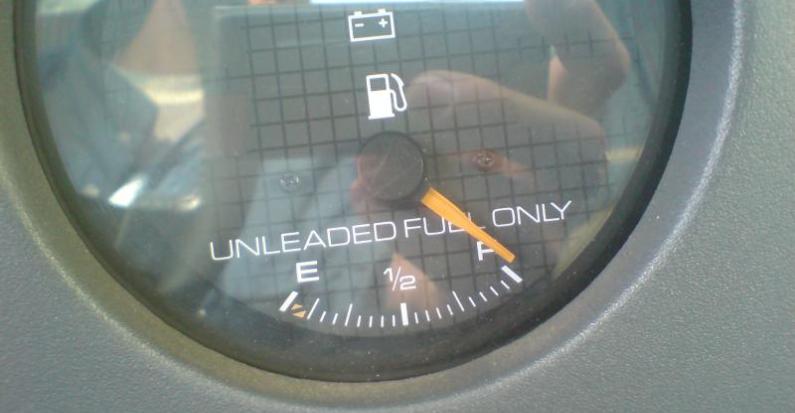 - +
UNLEADED FUEL ONLY
E 1/2 F